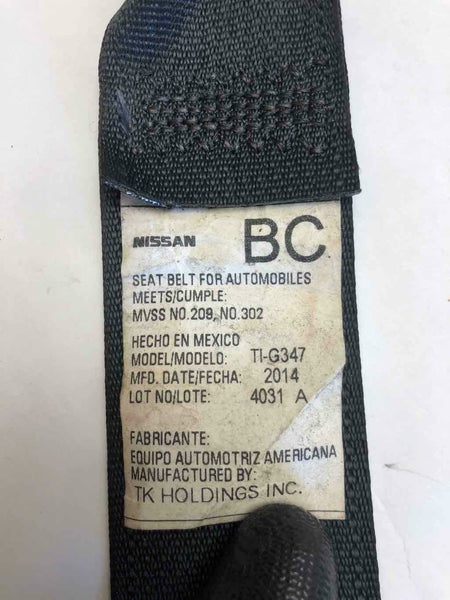 NISSAN BC
SEAT BELT FOR AUTOMOBILES
MEETS/CUMPLE:
MVSS NO.209, NO.302
HECHO EN MEXICO
MODEL/MODELO: TI-G347
MFD. DATE/FECHA: 2014
LOT NO/LOTE: 4031 A
FABRICANTE:
EQUIPO AUTOMOTRIZ AMERICANA
MANUFACTURED BY:
TK HOLDINGS INC.